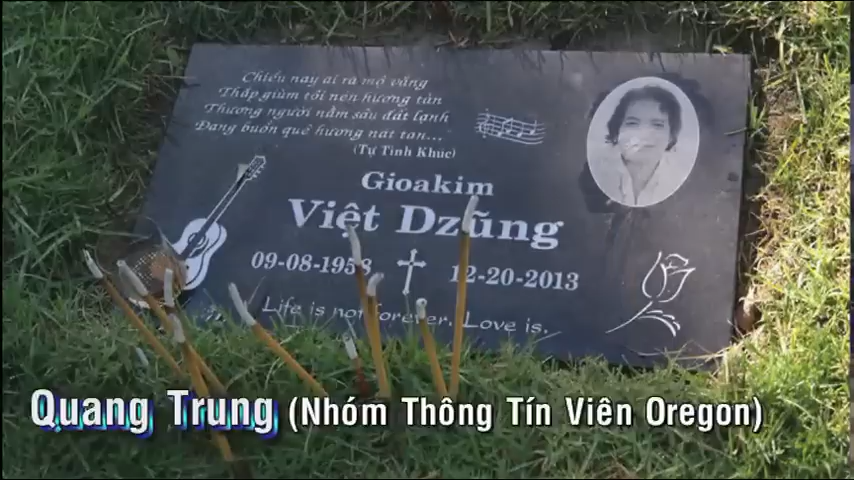 Chiều nay ai ra mộ vắng
Thắp giùm tôi nén hương tàn
Thương người nằm sâu đất lạnh
Đang buồn quê hương nát tan...
(Tự Tình Khúc)
Gioakim
Việt Dzũng
09-08-1958
12-20-2013
Life is not forever. Love is.
Quang Trung (Nhóm Thông Tín Viên Oregon)